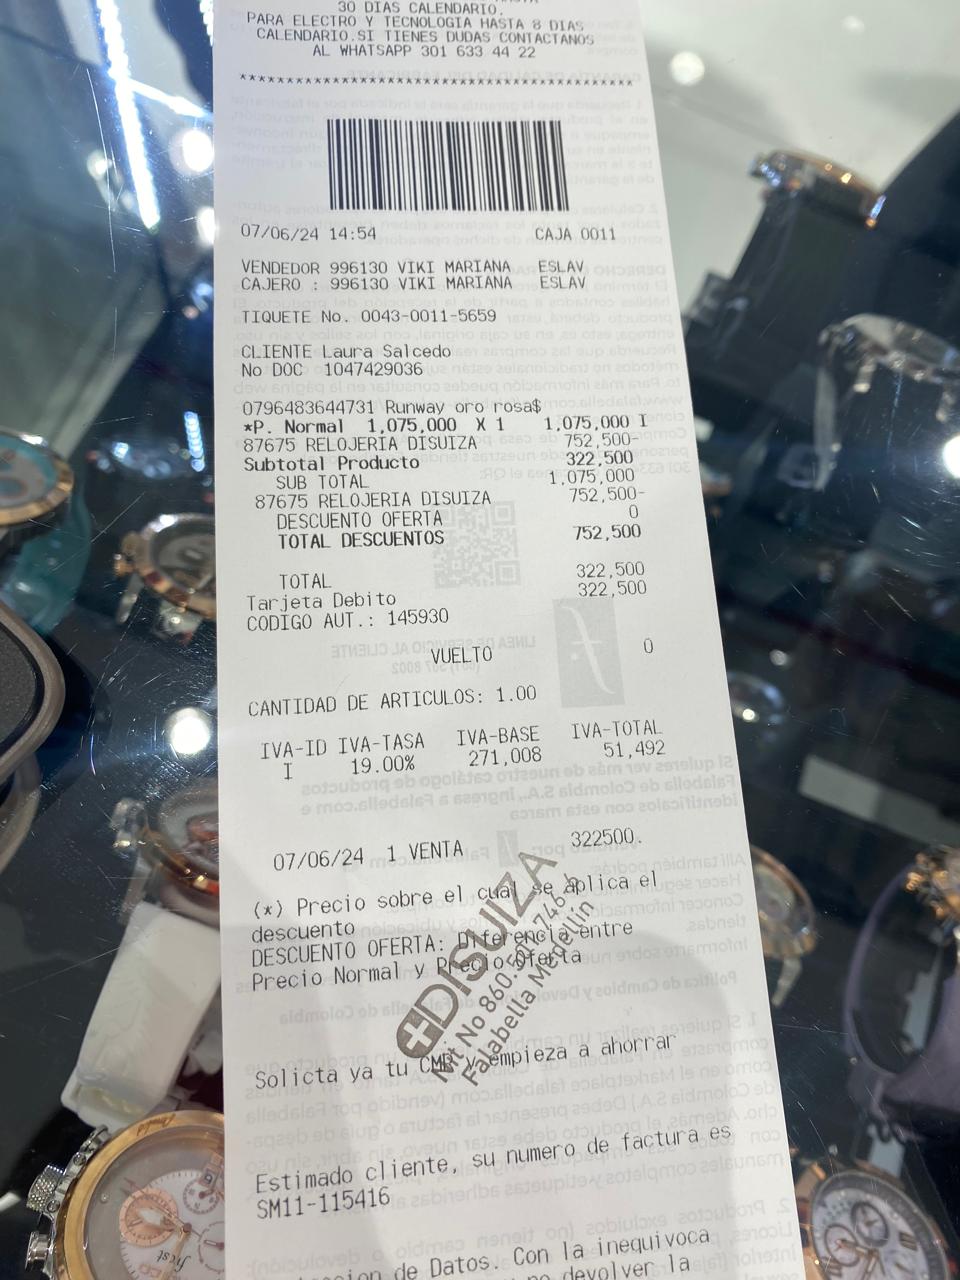 30 DIAS CALENDARIO.
PARA ELECTRO Y TECNOLOGIA HASTA 8 DIAS
CALENDARIO.SI TIENES DUDAS CONTACTANOS
AL WHATSAPP 301 633 44 22
****************************************************
07/06/24 14:54 CAJA 0011
VENDEDOR 996130 VIKI MARIANA ESLAV
CAJERO : 996130 VIKI MARIANA ESLAV
TIQUETE No. 0043-0011-5659
CLIENTE Laura Salcedo
No DOC 1047429036
0796483644731 Runway oro rosa$
*P. Normal 1,075,000 X 1 1,075,000 I
87675 RELOJERIA DISUIZA 752,500-
Subtotal Producto 322,500
SUB TOTAL 1,075,000
87675 RELOJERIA DISUIZA 752,500-
DESCUENTO OFERTA 0
TOTAL DESCUENTOS 752,500
TOTAL 322,500
Tarjeta Debito 322,500
CODIGO AUT.: 145930
VUELTO 0
CANTIDAD DE ARTICULOS: 1.00
IVA-ID IVA-TASA IVA-BASE IVA-TOTAL
I 19.00% 271,008 51,492
07/06/24 1 VENTA 322500.
(*) Precio sobre el cual se aplica el
descuento
DESCUENTO OFERTA: Diferencia entre
Precio Normal y Precio Oferta
DISUIZA
Nit No 860.
Falabella Medellin
Solicta ya tu CMR y empieza a ahorrar
Estimado cliente, su numero de factura es
SM11-115416
de Datos. Con la inequivoca
devolver la